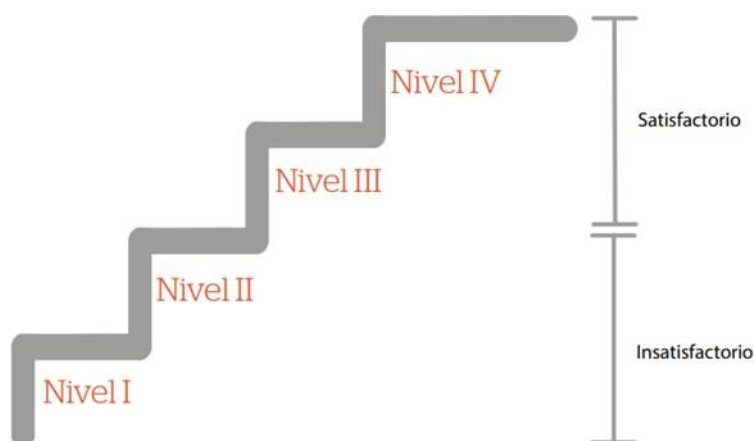 Nivel IV
Satisfactorio
Nivel III
Nivel II
Insatisfactorio
Nivel I